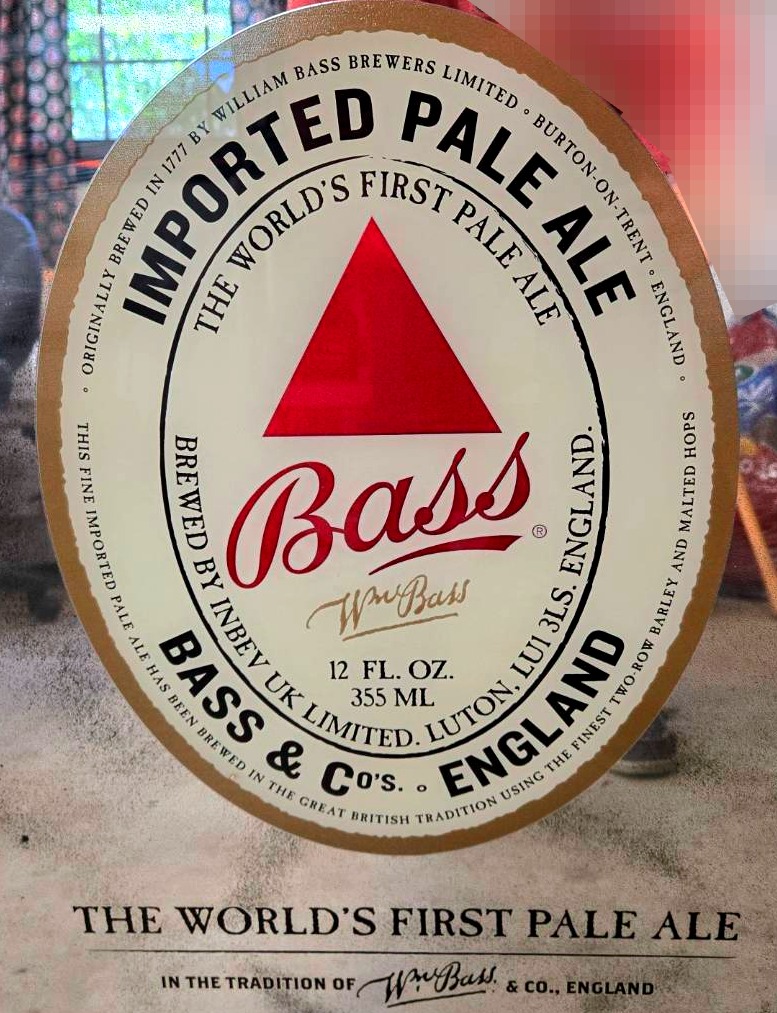 ◦ ORIGINALLY BREWED IN 1777 BY WILLIAM BASS BREWERS LIMITED ◦ BURTON-ON-TRENT ◦ ENGLAND ◦
IMPORTED PALE ALE
THE WORLD'S FIRST PALE ALE
Bass ®
Wm Bass
12 FL. OZ.
355 ML
BREWED BY INBEV UK LIMITED. LUTON, LU1 3LS. ENGLAND.
BASS & Co's. ◦ ENGLAND
THIS FINE IMPORTED PALE ALE HAS BEEN BREWED IN THE GREAT BRITISH TRADITION USING THE FINEST TWO-ROW BARLEY AND MALTED HOPS
THE WORLD'S FIRST PALE ALE
IN THE TRADITION OF Wm Bass. & CO., ENGLAND